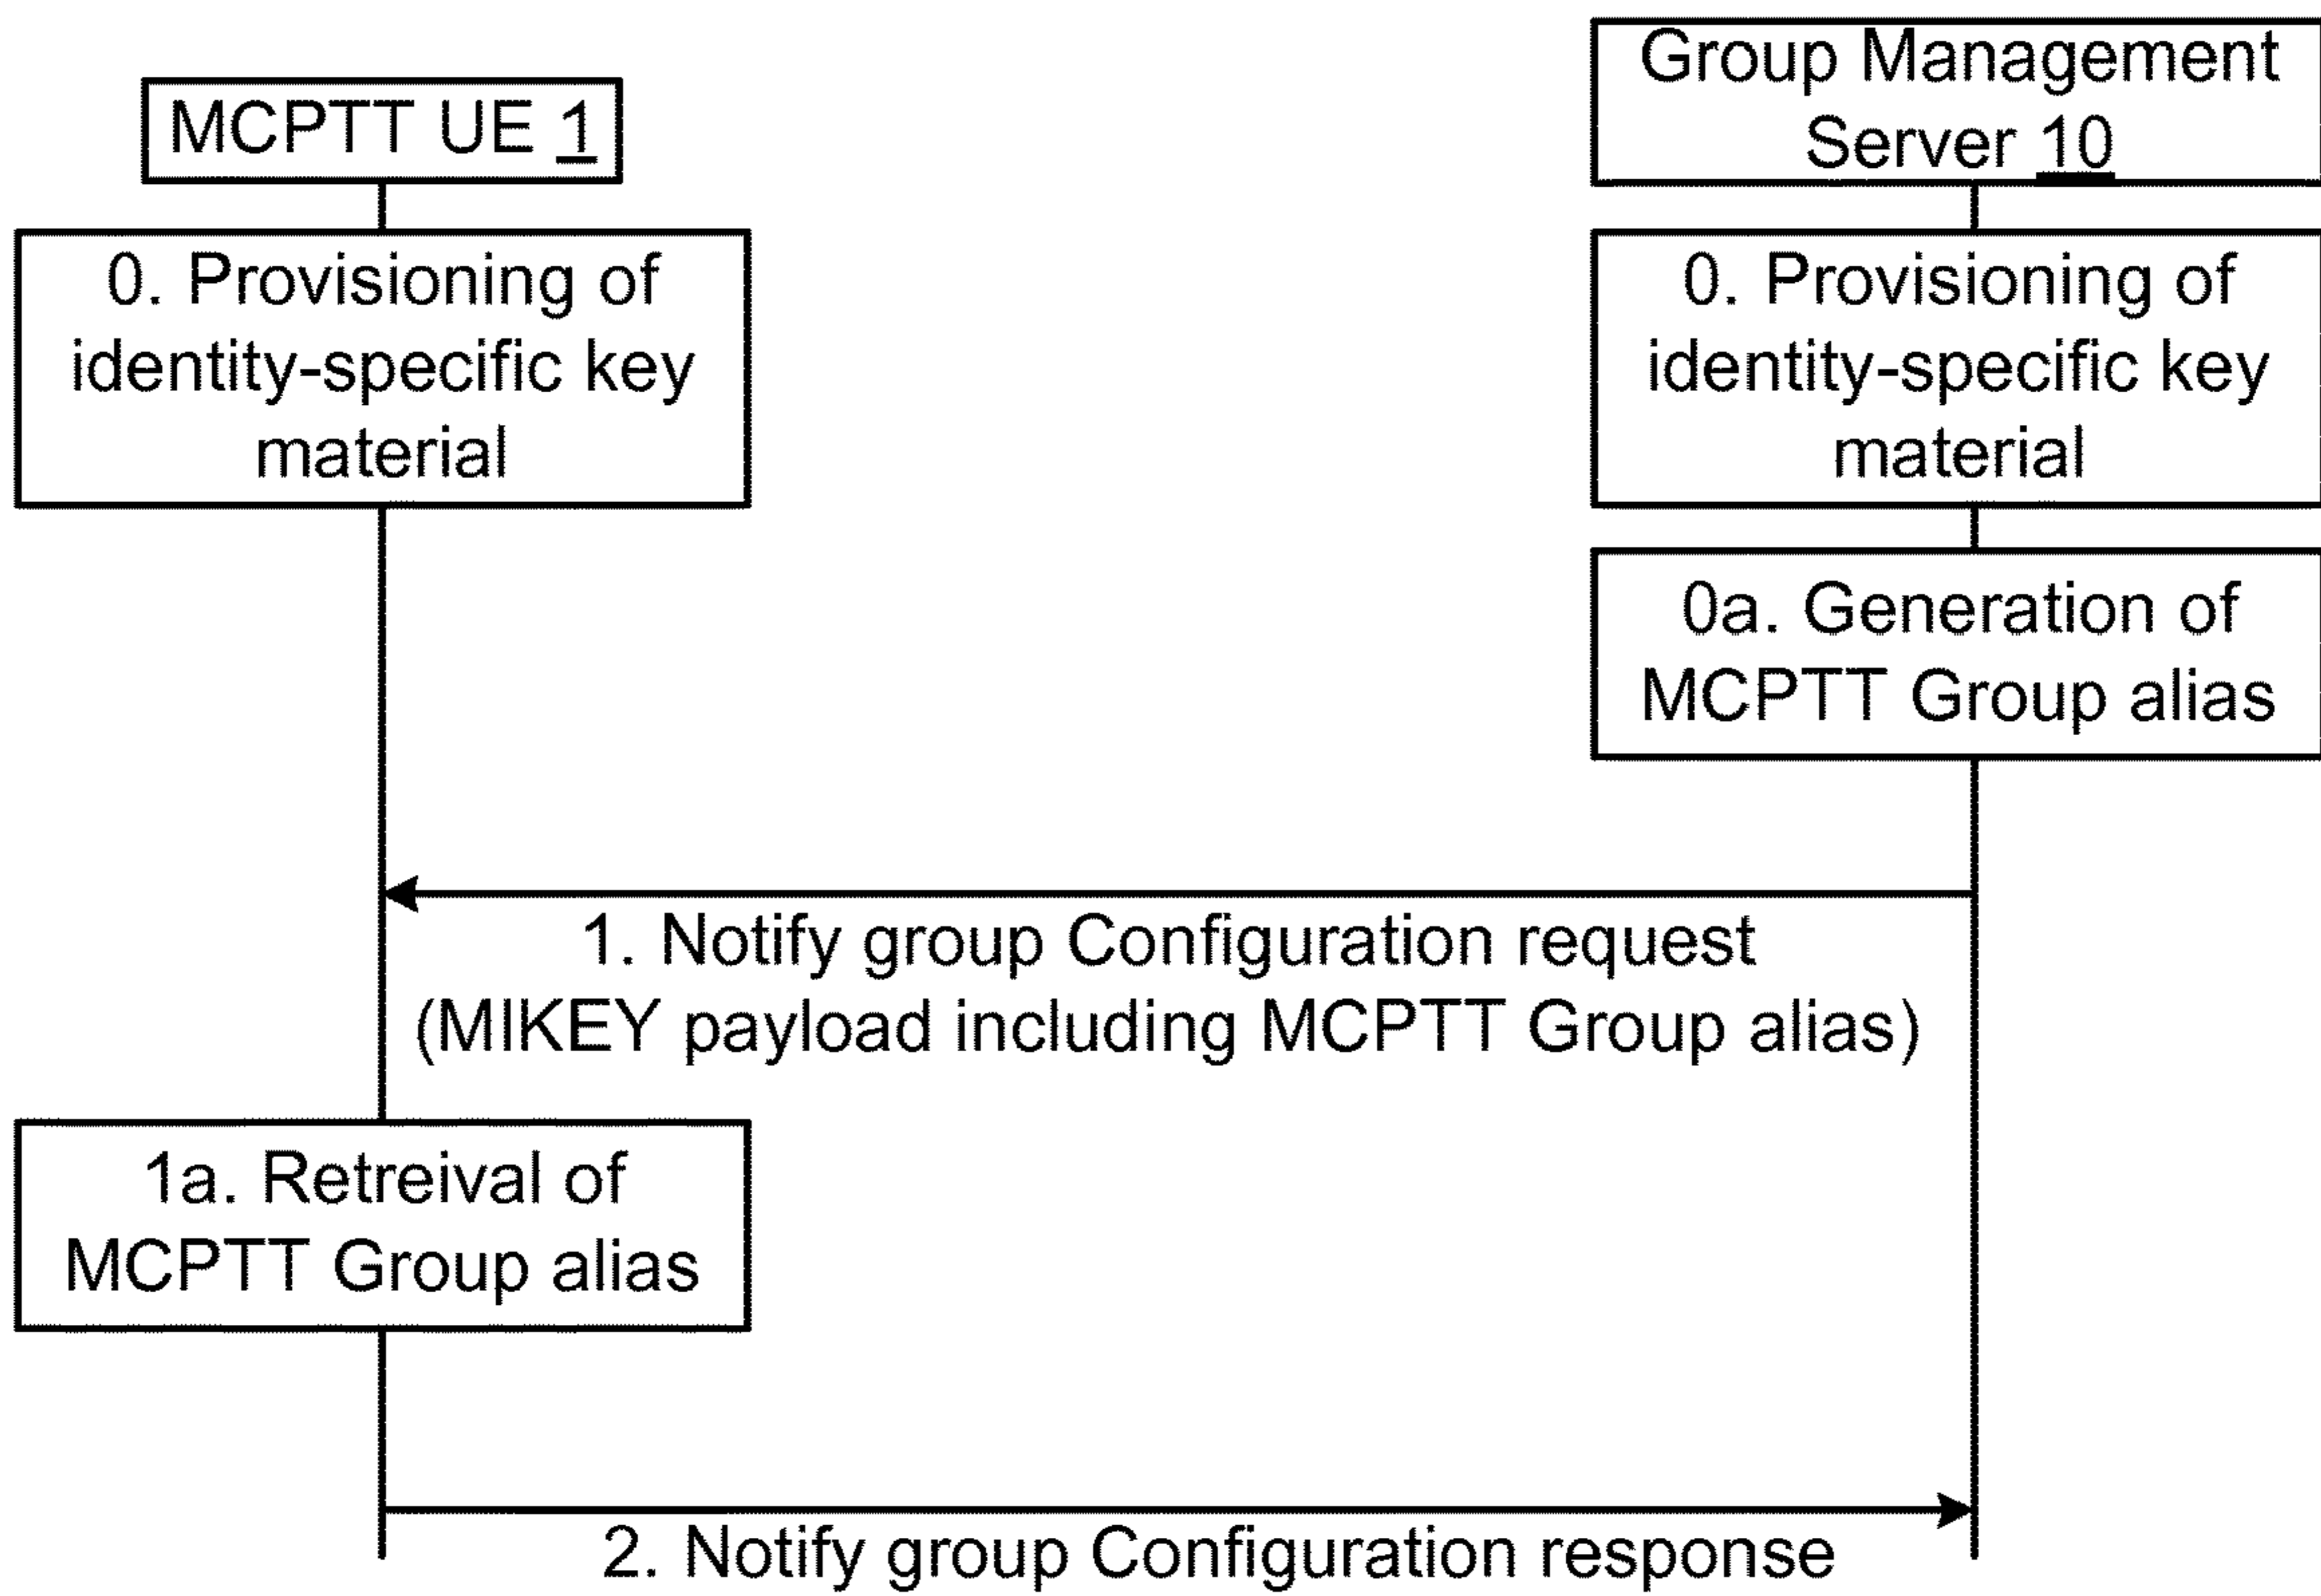 MCPTT UE 1
Group Management
Server 10
0. Provisioning of
identity-specific key
material
0. Provisioning of
identity-specific key
material
0a. Generation of
MCPTT Group alias
1. Notify group Configuration request
(MIKEY payload including MCPTT Group alias)
1a. Retreival of
MCPTT Group alias
2. Notify group Configuration response